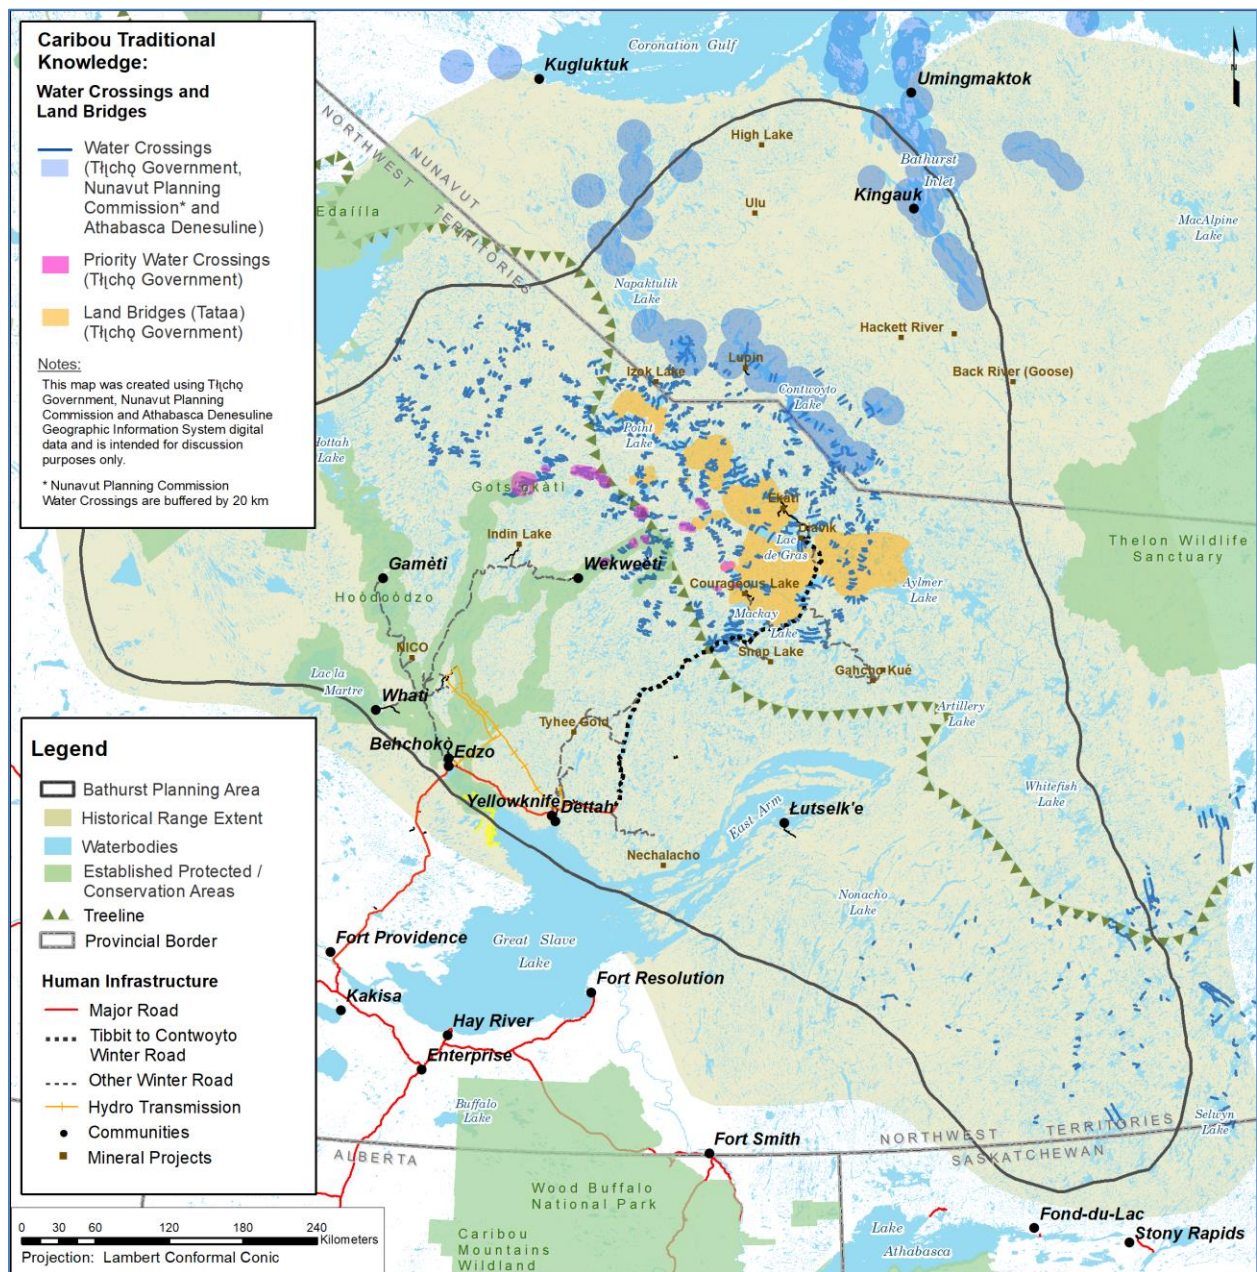 Caribou Traditional
Knowledge:
Water Crossings and
Land Bridges
Water Crossings
(Tłı̨chǫ Government,
Nunavut Planning
Commission* and
Athabasca Denesuline)
Priority Water Crossings
(Tłı̨chǫ Government)
Land Bridges (Tataa)
(Tłı̨chǫ Government)
Notes:
This map was created using Tłı̨chǫ
Government, Nunavut Planning
Commission and Athabasca Denesuline
Geographic Information System digital
data and is intended for discussion
purposes only.
* Nunavut Planning Commission
Water Crossings are buffered by 20 km
Coronation Gulf
Kugluktuk
Umingmaktok
High Lake
Bathurst
Inlet
Kingauk
Ulu
MacAlpine
Lake
NUNAVUT
NORTHWEST TERRITORIES
Edaííla
Napaktulik
Lake
Hackett River
Back River (Goose)
Lupin
Izok Lake
Contwoyto
Lake
Point
Lake
Hottah
Lake
Ekati
Diavik
Lac
de Gras
Indin Lake
Thelon Wildlife
Sanctuary
Gamèti
Wekweètì
Hoòdoòdzo
Courageous Lake
Aylmer
Lake
Mackay
Lake
NICO
Snap Lake
Gahcho Kué
Lac la
Martre
Whati
Artillery
Lake
Tyhee Gold
Behchokò
Edzo
Whitefish
Lake
Yellowknife
Dettah
East Arm
Łutselk'e
Nechalacho
Nonacho
Lake
Great Slave
Lake
Fort Providence
Fort Resolution
Kakisa
Hay River
Enterprise
Buffalo
Lake
Selwyn
Lake
Fort Smith
NORTHWEST TERRITORIES
SASKATCHEWAN
ALBERTA
Wood Buffalo
National Park
Caribou
Mountains
Wildland
Lake
Athabasca
Fond-du-Lac
Stony Rapids
Legend
Bathurst Planning Area
Historical Range Extent
Waterbodies
Established Protected /
Conservation Areas
Treeline
Provincial Border
Human Infrastructure
Major Road
Tibbit to Contwoyto
Winter Road
Other Winter Road
Hydro Transmission
Communities
Mineral Projects
0 30 60 120 180 240
Kilometers
Projection: Lambert Conformal Conic